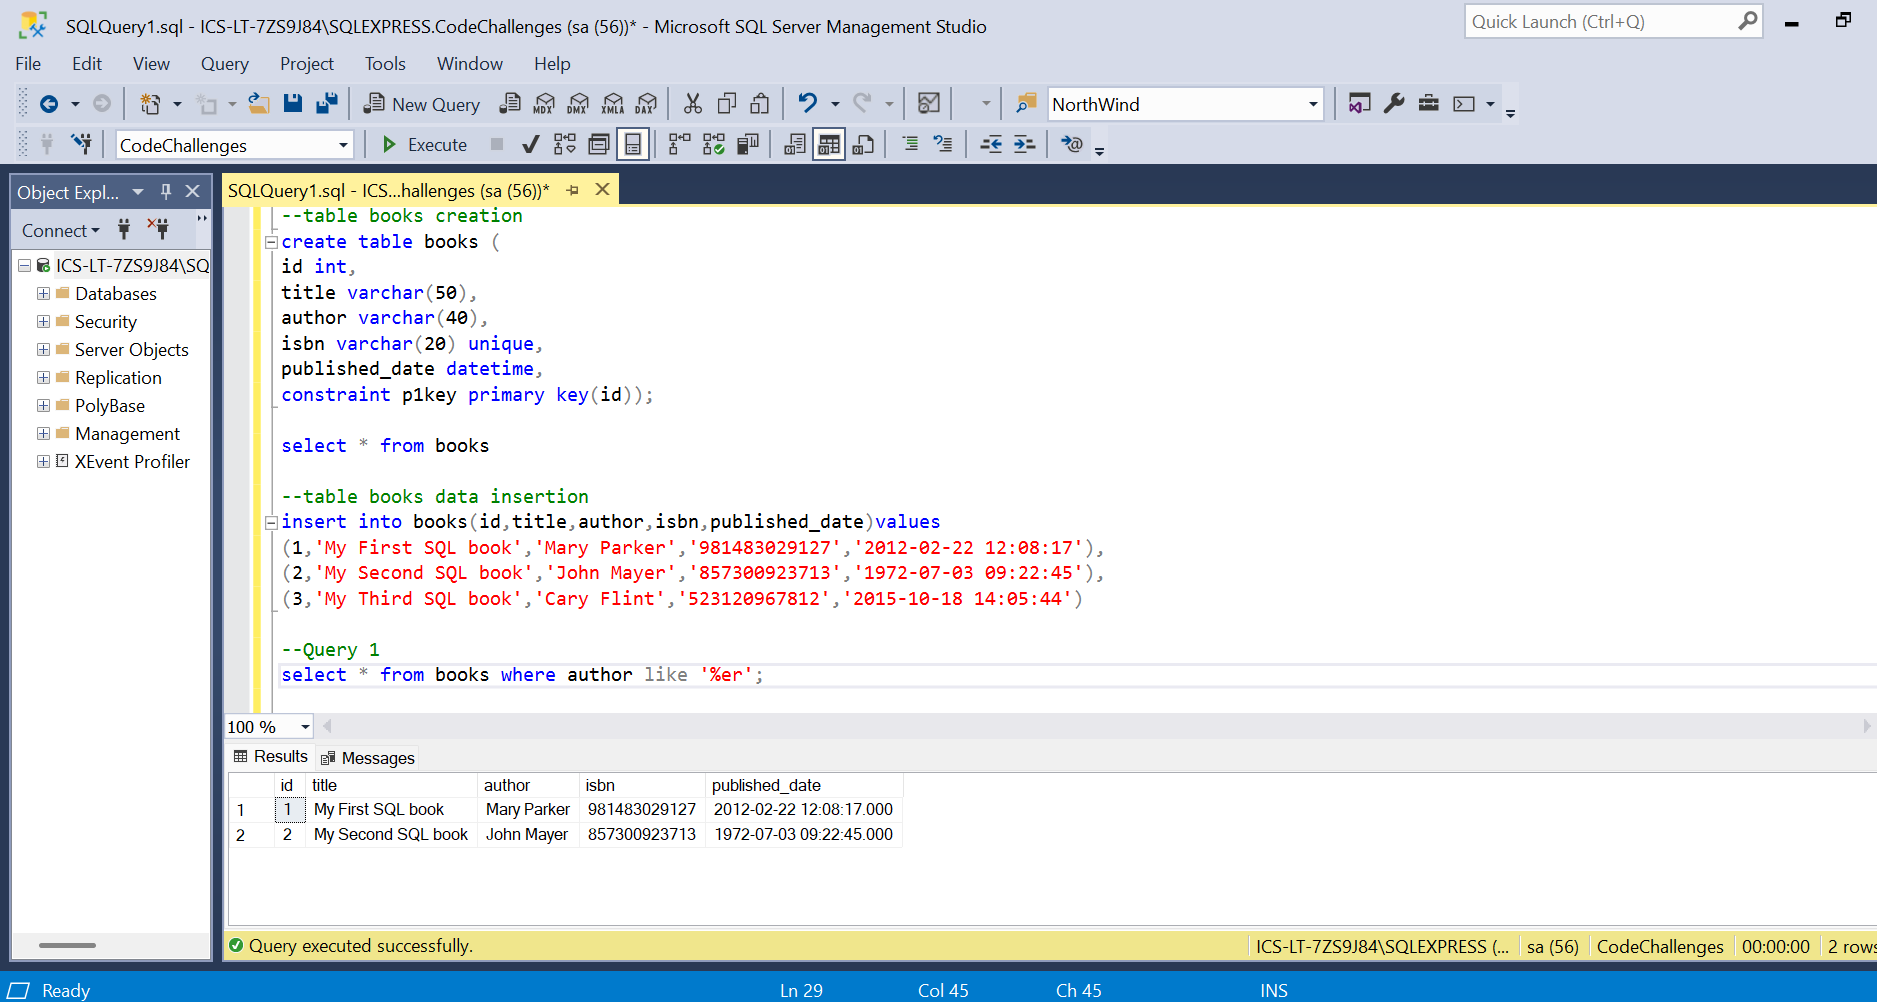 SQLQuery1.sql - ICS-LT-7ZS9J84\SQLEXPRESS.CodeChallenges (sa (56))* - Microsoft SQL Server Management Studio
Quick Launch (Ctrl+Q)
File Edit View Query Project Tools Window Help
New Query MDX DMX XMLA DAX NorthWind
CodeChallenges Execute
Object Expl...
SQLQuery1.sql - ICS...hallenges (sa (56))*
Connect
ICS-LT-7ZS9J84\SQ
Databases
Security
Server Objects
Replication
PolyBase
Management
XEvent Profiler
--table books creation
create table books (
id int,
title varchar(50),
author varchar(40),
isbn varchar(20) unique,
published_date datetime,
constraint p1key primary key(id));
select * from books
--table books data insertion
insert into books(id,title,author,isbn,published_date)values
(1,'My First SQL book','Mary Parker','981483029127','2012-02-22 12:08:17'),
(2,'My Second SQL book','John Mayer','857300923713','1972-07-03 09:22:45'),
(3,'My Third SQL book','Cary Flint','523120967812','2015-10-18 14:05:44')
--Query 1
select * from books where author like '%er';
100 %
Results Messages
id title author isbn published_date
1 1 My First SQL book Mary Parker 981483029127 2012-02-22 12:08:17.000
2 2 My Second SQL book John Mayer 857300923713 1972-07-03 09:22:45.000
Query executed successfully. ICS-LT-7ZS9J84\SQLEXPRESS (... sa (56) CodeChallenges 00:00:00 2 rows
Ready Ln 29 Col 45 Ch 45 INS